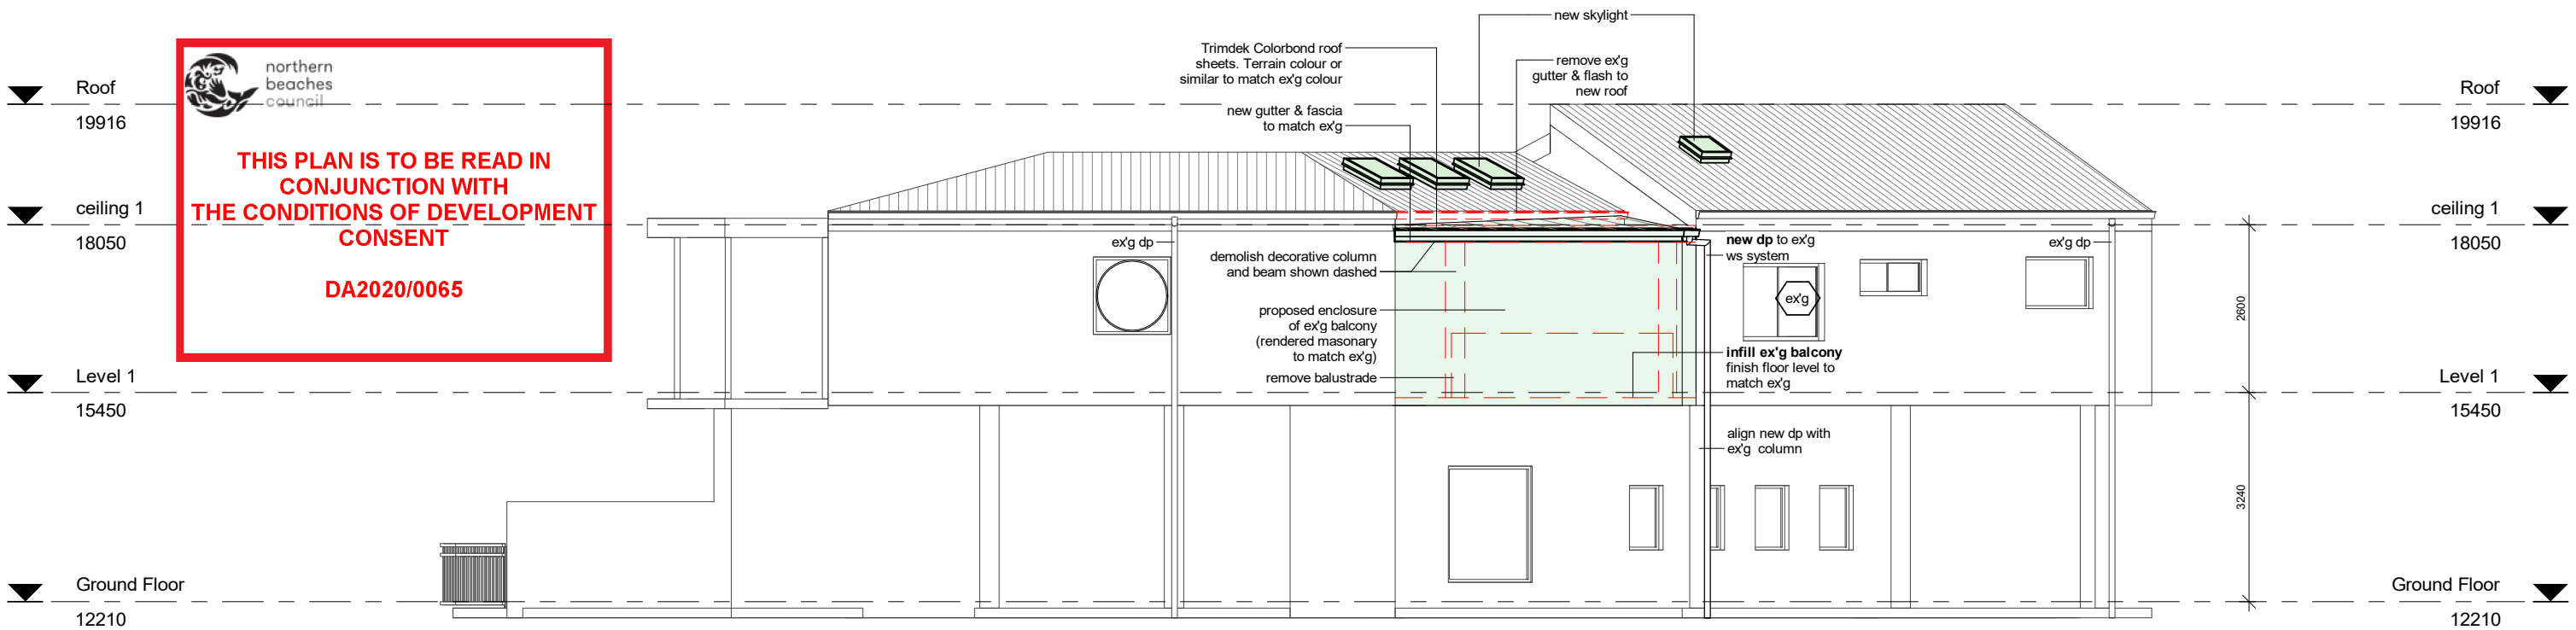 new skylight
Trimdek Colorbond roof
sheets. Terrain colour or
similar to match ex'g colour
remove ex'g
gutter & flash to
new roof
new gutter & fascia
to match ex'g
northern
beaches
council
THIS PLAN IS TO BE READ IN
CONJUNCTION WITH
THE CONDITIONS OF DEVELOPMENT
CONSENT
DA2020/0065
Roof
19916
ceiling 1
18050
Level 1
15450
Ground Floor
12210
ex'g dp
demolish decorative column
and beam shown dashed
proposed enclosure
of ex'g balcony
(rendered masonary
to match ex'g)
remove balustrade
new dp to ex'g
ws system
ex'g
infill ex'g balcony
finish floor level to
match ex'g
align new dp with
ex'g column
ex'g dp
2600
3240
Roof
19916
ceiling 1
18050
Level 1
15450
Ground Floor
12210